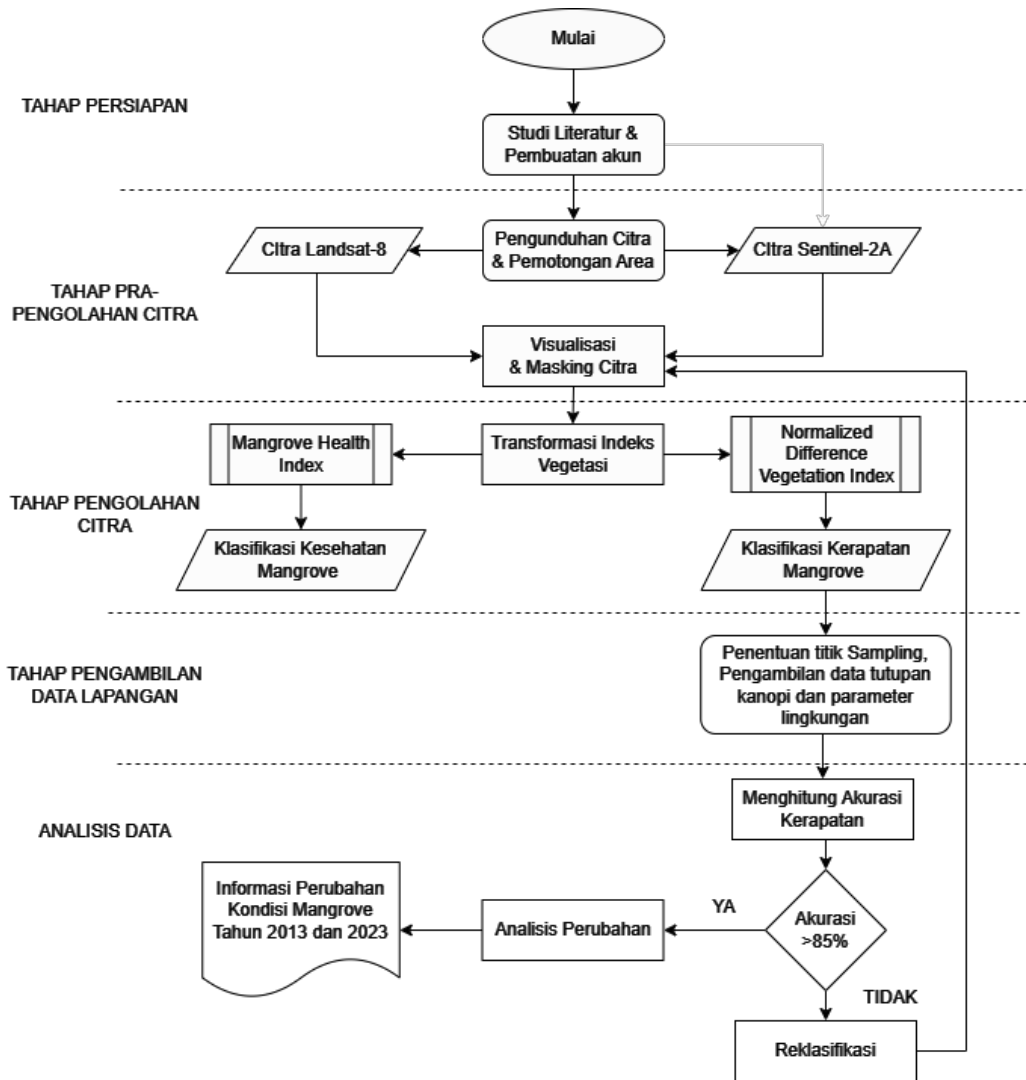 Mulai
TAHAP PERSIAPAN
Studi Literatur &
Pembuatan akun
CItra Landsat-8
Pengunduhan Citra
& Pemotongan Area
CItra Sentinel-2A
TAHAP PRA-
PENGOLAHAN CITRA
Visualisasi
& Masking Citra
Mangrove Health
Index
Transformasi Indeks
Vegetasi
Normalized
Difference
Vegetation Index
TAHAP PENGOLAHAN
CITRA
Klasifikasi Kesehatan
Mangrove
Klasifikasi Kerapatan
Mangrove
TAHAP PENGAMBILAN
DATA LAPANGAN
Penentuan titik Sampling,
Pengambilan data tutupan
kanopi dan parameter
lingkungan
Menghitung Akurasi
Kerapatan
ANALISIS DATA
Informasi Perubahan
Kondisi Mangrove
Tahun 2013 dan 2023
Analisis Perubahan
YA
Akurasi
>85%
TIDAK
Reklasifikasi